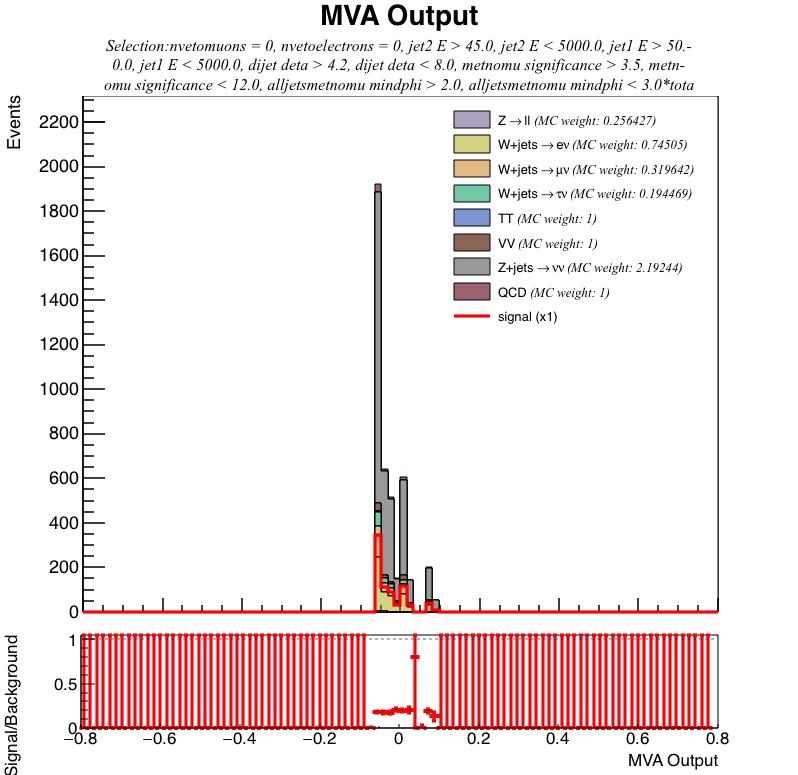 MVA Output
Selection:nvetomuons = 0, nvetoelectrons = 0, jet2 E > 45.0, jet2 E < 5000.0, jet1 E > 50.-
0.0, jet1 E < 5000.0, dijet deta > 4.2, dijet deta < 8.0, metnomu significance > 3.5, metn-
omu significance < 12.0, alljetsmetnomu mindphi > 2.0, alljetsmetnomu mindphi < 3.0*tota
Events
2200
2000
1800
1600
1400
1200
1000
800
600
400
200
0
Z→ll (MC weight: 0.256427)
W+jets→eν (MC weight: 0.74505)
W+jets→μν (MC weight: 0.319642)
W+jets→τν (MC weight: 0.194469)
TT (MC weight: 1)
VV (MC weight: 1)
Z+jets→νν (MC weight: 2.19244)
QCD (MC weight: 1)
signal (x1)
Signal/Background
1
0.5
0
−0.8 −0.6 −0.4 −0.2 0 0.2 0.4 0.6 0.8
MVA Output